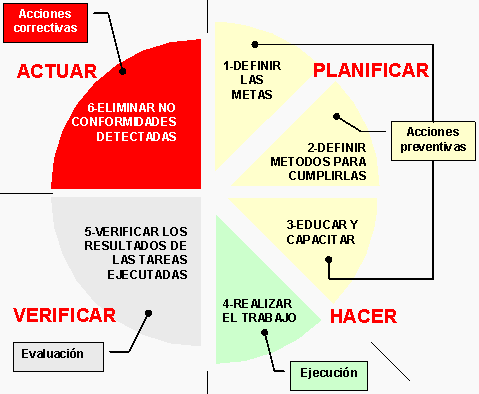 Acciones
correctivas
ACTUAR
6-ELIMINAR NO
CONFORMIDADES
DETECTADAS
1-DEFINIR
LAS
METAS
PLANIFICAR
2-DEFINIR
METODOS PARA
CUMPLIRLAS
Acciones
preventivas
3-EDUCAR Y
CAPACITAR
HACER
4-REALIZAR
EL TRABAJO
Ejecución
5-VERIFICAR LOS
RESULTADOS DE
LAS TAREAS
EJECUTADAS
VERIFICAR
Evaluación